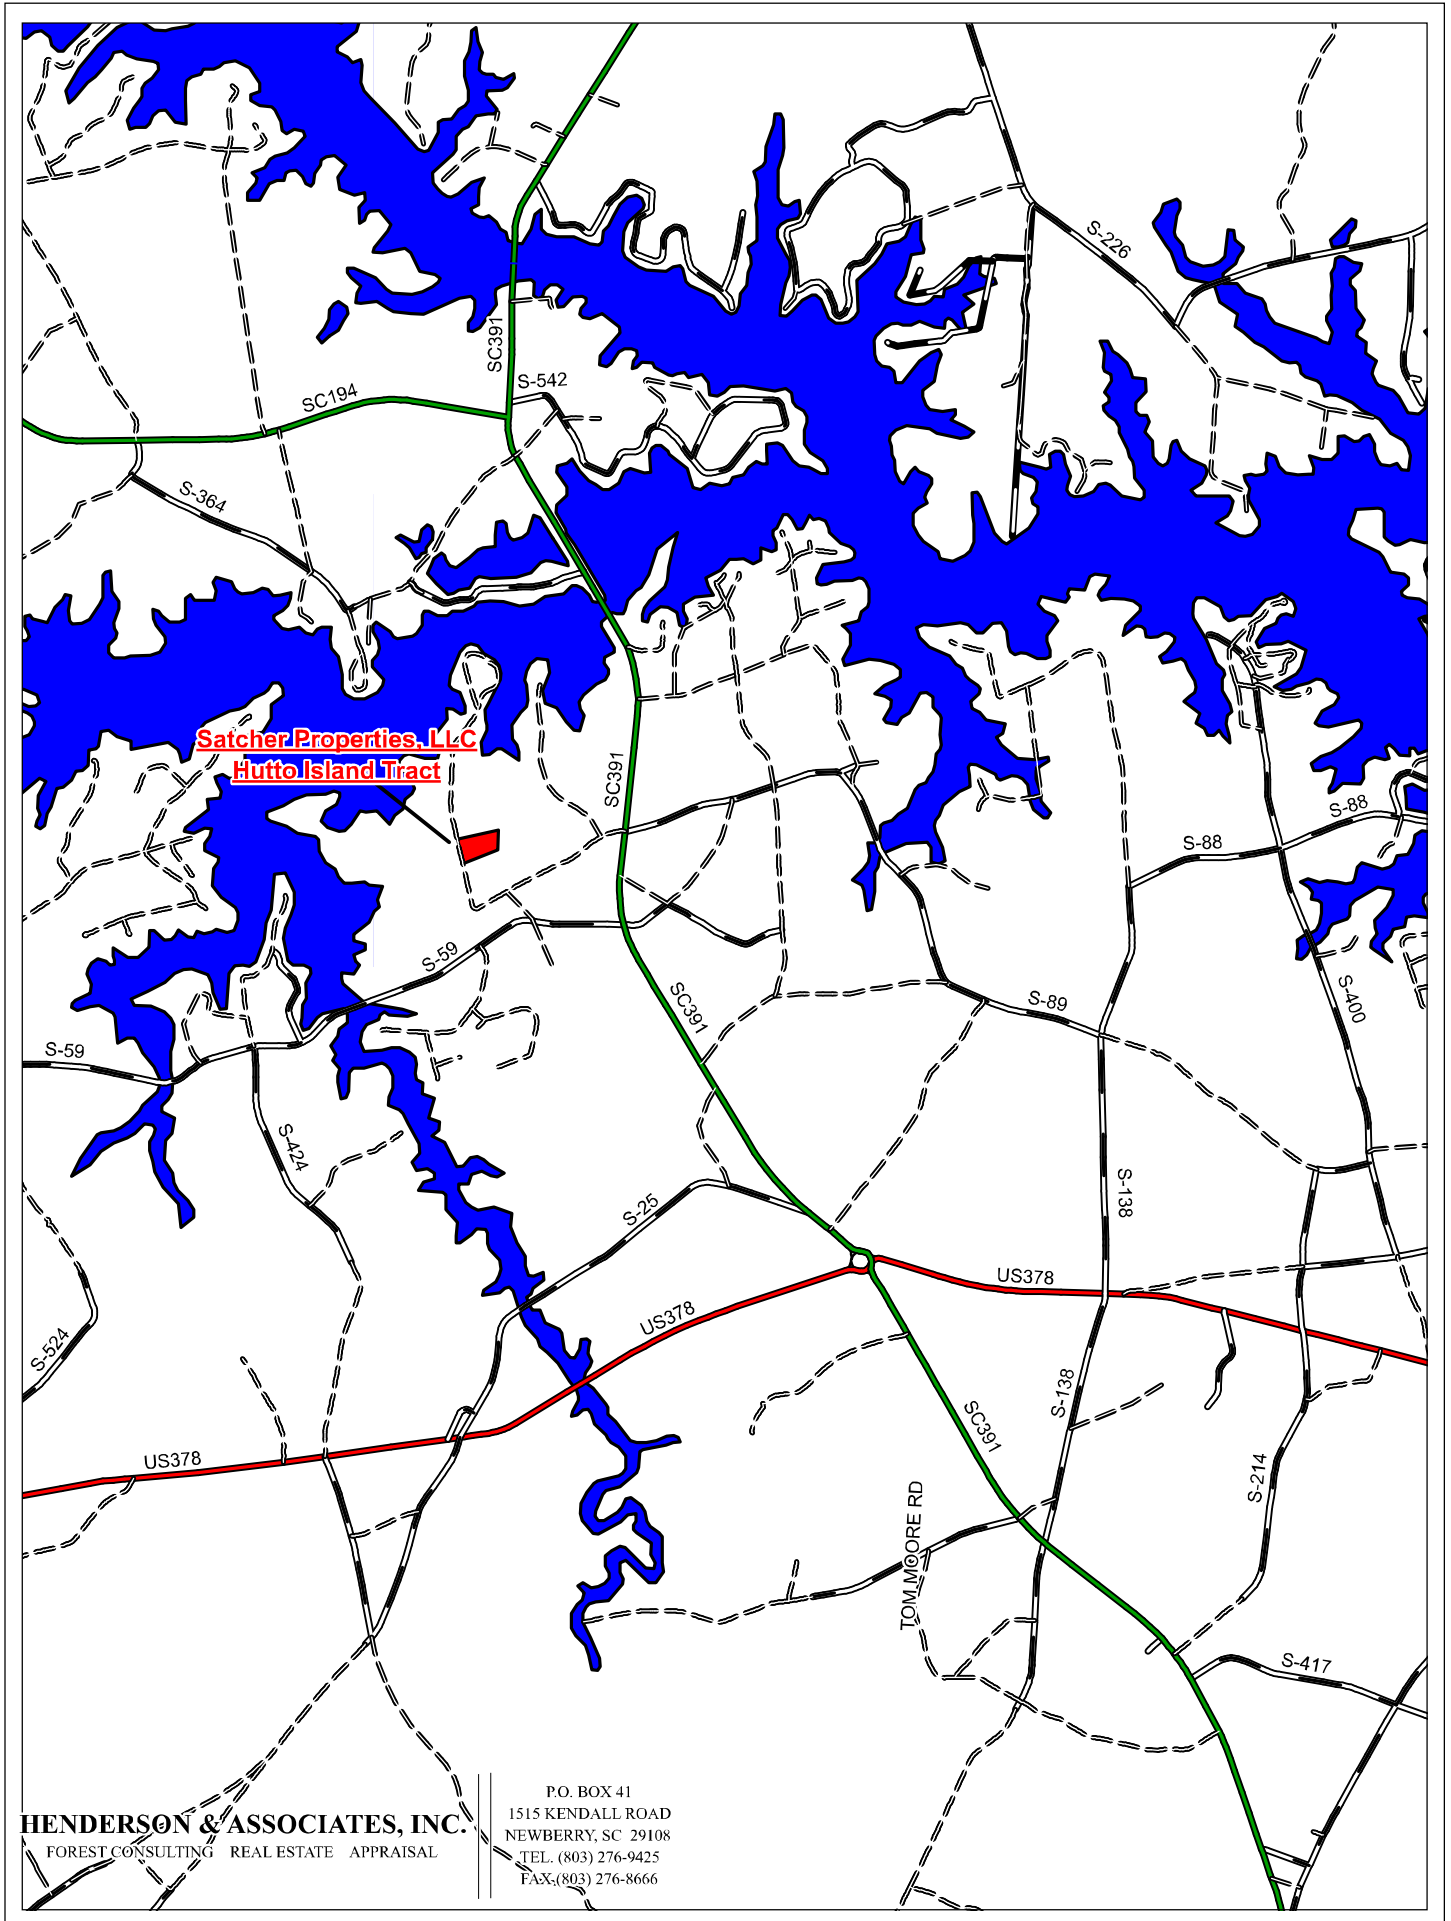 S-226
SC391
S-542
SC194
S-364
Satcher Properties, LLC
Hutto Island Tract
SC391
S-88
S-88
S-59
SC391
S-89
S-400
S-59
S-424
S-138
S-25
US378
US378
S-524
S-138
SC391
US378
S-214
TOM MOORE RD
S-417
HENDERSON & ASSOCIATES, INC.
FOREST CONSULTING REAL ESTATE APPRAISAL
P.O. BOX 41
1515 KENDALL ROAD
NEWBERRY, SC 29108
TEL. (803) 276-9425
FAX (803) 276-8666